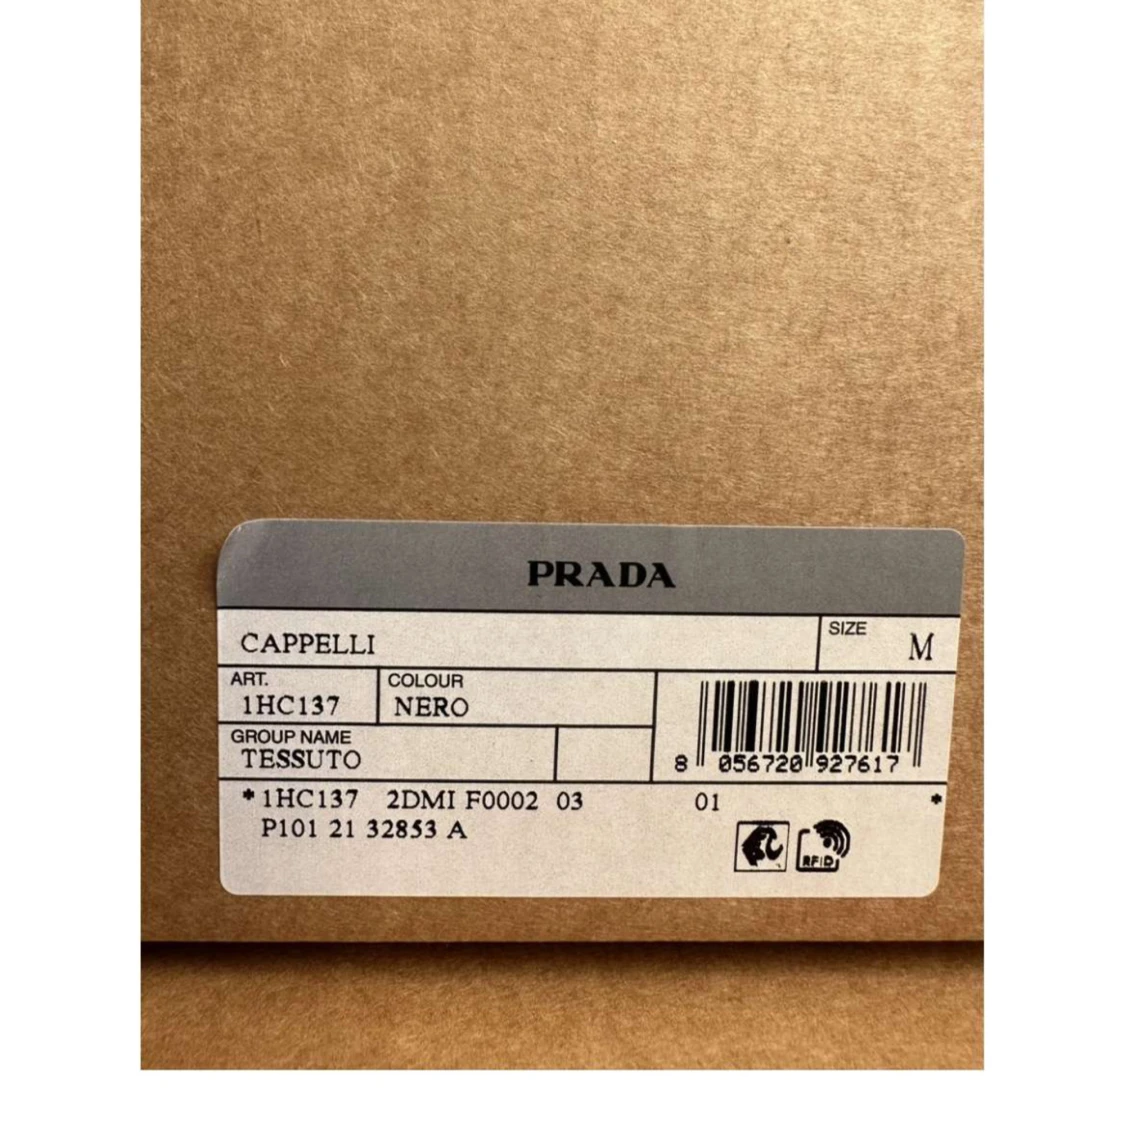 PRADA
CAPPELLI
SIZE M
ART. COLOUR
1HC137 NERO
GROUP NAME
TESSUTO
8 056720 927617
*1HC137 2DMI F0002 03 01 *
P101 21 32853 A
RFID